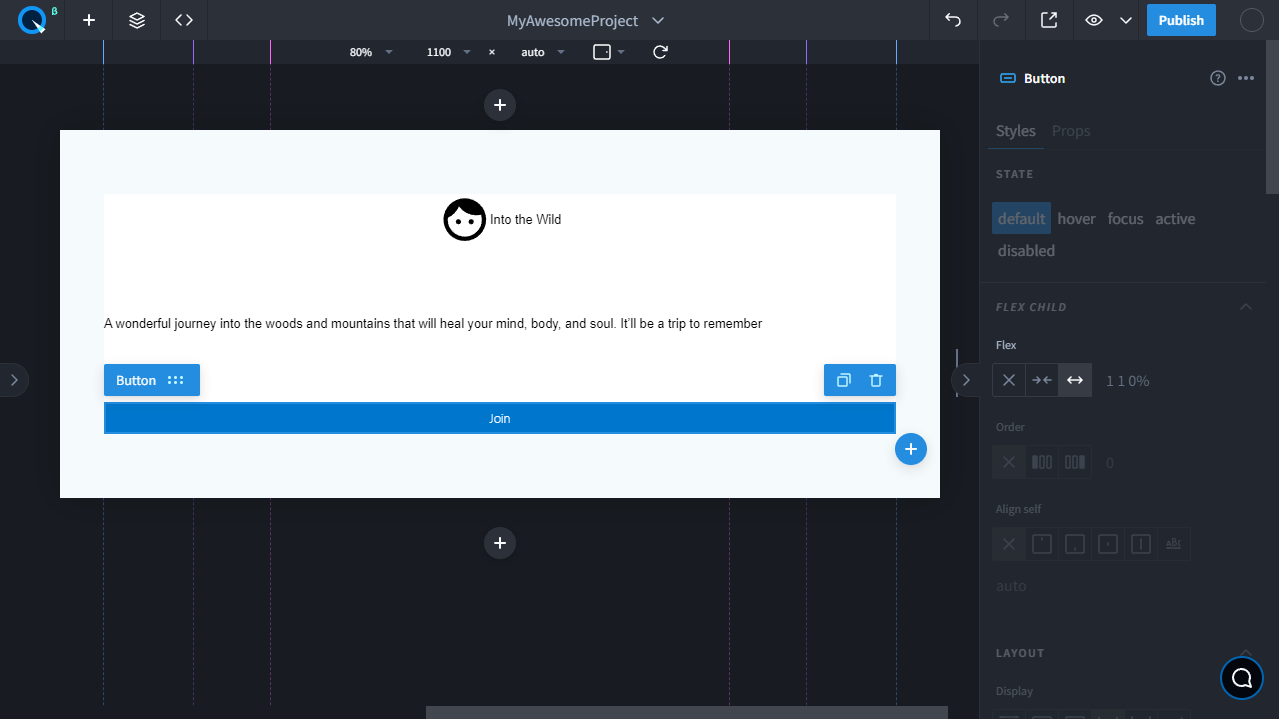 β
MyAwesomeProject
Publish
80% 1100 × auto
Button
Styles Props
STATE
default hover focus active
disabled
FLEX CHILD
Flex
1 1 0%
Order
0
Align self
ABC
auto
LAYOUT
Display
Into the Wild
A wonderful journey into the woods and mountains that will heal your mind, body, and soul. It'll be a trip to remember
Button
Join